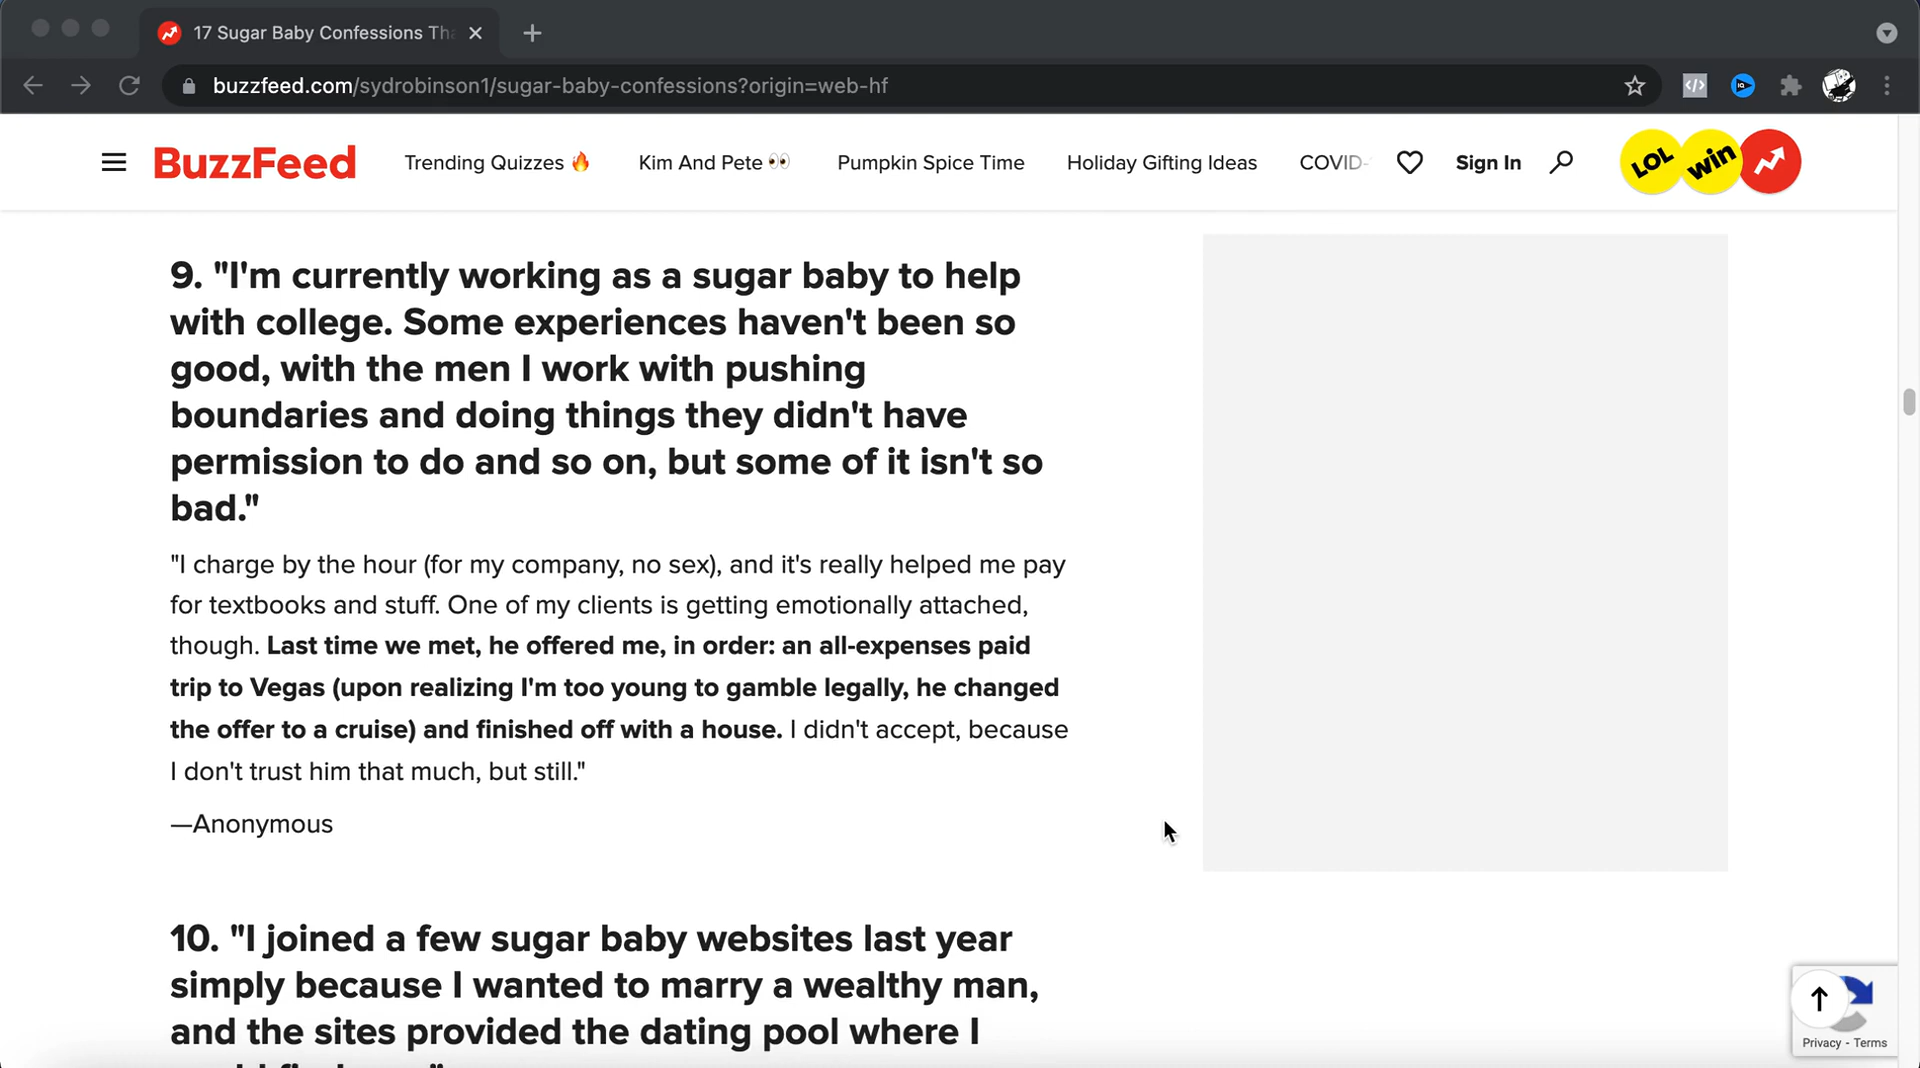 17 Sugar Baby Confessions Tha
buzzfeed.com/sydrobinson1/sugar-baby-confessions?origin=web-hf
BuzzFeed
Trending Quizzes 🔥
Kim And Pete 👀
Pumpkin Spice Time
Holiday Gifting Ideas
COVID-
Sign In
LOL
win
9. "I'm currently working as a sugar baby to help
with college. Some experiences haven't been so
good, with the men I work with pushing
boundaries and doing things they didn't have
permission to do and so on, but some of it isn't so
bad."
"I charge by the hour (for my company, no sex), and it's really helped me pay
for textbooks and stuff. One of my clients is getting emotionally attached,
though. Last time we met, he offered me, in order: an all-expenses paid
trip to Vegas (upon realizing I'm too young to gamble legally, he changed
the offer to a cruise) and finished off with a house. I didn't accept, because
I don't trust him that much, but still."
—Anonymous
10. "I joined a few sugar baby websites last year
simply because I wanted to marry a wealthy man,
and the sites provided the dating pool where I
Privacy - Terms